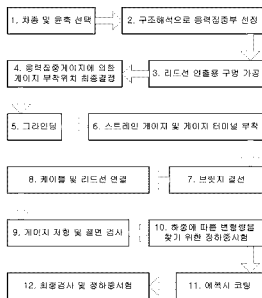 1. 차종 및 윤축 선택
2. 구조해석으로 응력집중부 선정
3. 리드선 인출용 구멍 가공
4. 응력집중게이지에 의한
게이지 부착위치 최종결정
5. 그라인딩
6. 스트레인 게이지 및 게이지 터미널 부착
7. 브릿지 결선
8. 케이블 및 리드선 연결
9. 게이지 저항 및 절연 검사
10. 하중에 따른 변형량을
찾기 위한 정하중시험
11. 에폭시 코팅
12. 최종검사 및 정하중시험